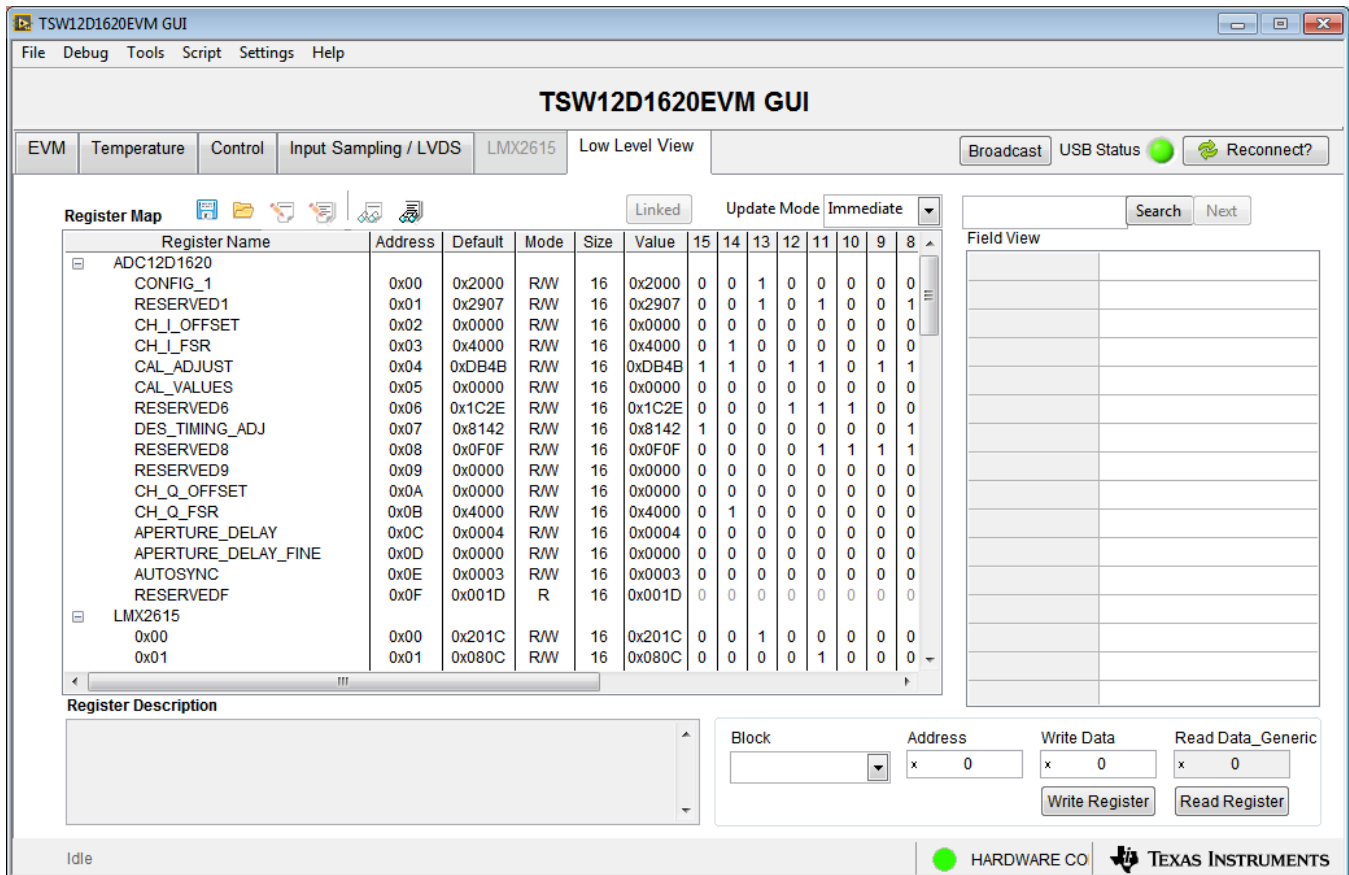 TSW12D1620EVM GUI
File Debug Tools Script Settings Help
TSW12D1620EVM GUI
EVM Temperature Control Input Sampling / LVDS LMX2615 Low Level View Broadcast USB Status Reconnect?
Register Map Linked Update Mode Immediate Search Next
Field View
Register Name Address Default Mode Size Value 15 14 13 12 11 10 9 8
ADC12D1620
CONFIG_1 0x00 0x2000 R/W 16 0x2000 0 0 1 0 0 0 0 0
RESERVED1 0x01 0x2907 R/W 16 0x2907 0 0 1 0 1 0 0 1
CH_I_OFFSET 0x02 0x0000 R/W 16 0x0000 0 0 0 0 0 0 0 0
CH_I_FSR 0x03 0x4000 R/W 16 0x4000 0 1 0 0 0 0 0 0
CAL_ADJUST 0x04 0xDB4B R/W 16 0xDB4B 1 1 0 1 1 0 1 1
CAL_VALUES 0x05 0x0000 R/W 16 0x0000 0 0 0 0 0 0 0 0
RESERVED6 0x06 0x1C2E R/W 16 0x1C2E 0 0 0 1 1 1 0 0
DES_TIMING_ADJ 0x07 0x8142 R/W 16 0x8142 1 0 0 0 0 0 0 1
RESERVED8 0x08 0x0F0F R/W 16 0x0F0F 0 0 0 0 1 1 1 1
RESERVED9 0x09 0x0000 R/W 16 0x0000 0 0 0 0 0 0 0 0
CH_Q_OFFSET 0x0A 0x0000 R/W 16 0x0000 0 0 0 0 0 0 0 0
CH_Q_FSR 0x0B 0x4000 R/W 16 0x4000 0 1 0 0 0 0 0 0
APERTURE_DELAY 0x0C 0x0004 R/W 16 0x0004 0 0 0 0 0 0 0 0
APERTURE_DELAY_FINE 0x0D 0x0000 R/W 16 0x0000 0 0 0 0 0 0 0 0
AUTOSYNC 0x0E 0x0003 R/W 16 0x0003 0 0 0 0 0 0 0 0
RESERVEDF 0x0F 0x001D R 16 0x001D 0 0 0 0 0 0 0 0
LMX2615
0x00 0x00 0x201C R/W 16 0x201C 0 0 1 0 0 0 0 0
0x01 0x01 0x080C R/W 16 0x080C 0 0 0 0 1 0 0 0
Register Description
Block Address Write Data Read Data_Generic
x 0 x 0 x 0
Write Register Read Register
Idle HARDWARE CO TEXAS INSTRUMENTS